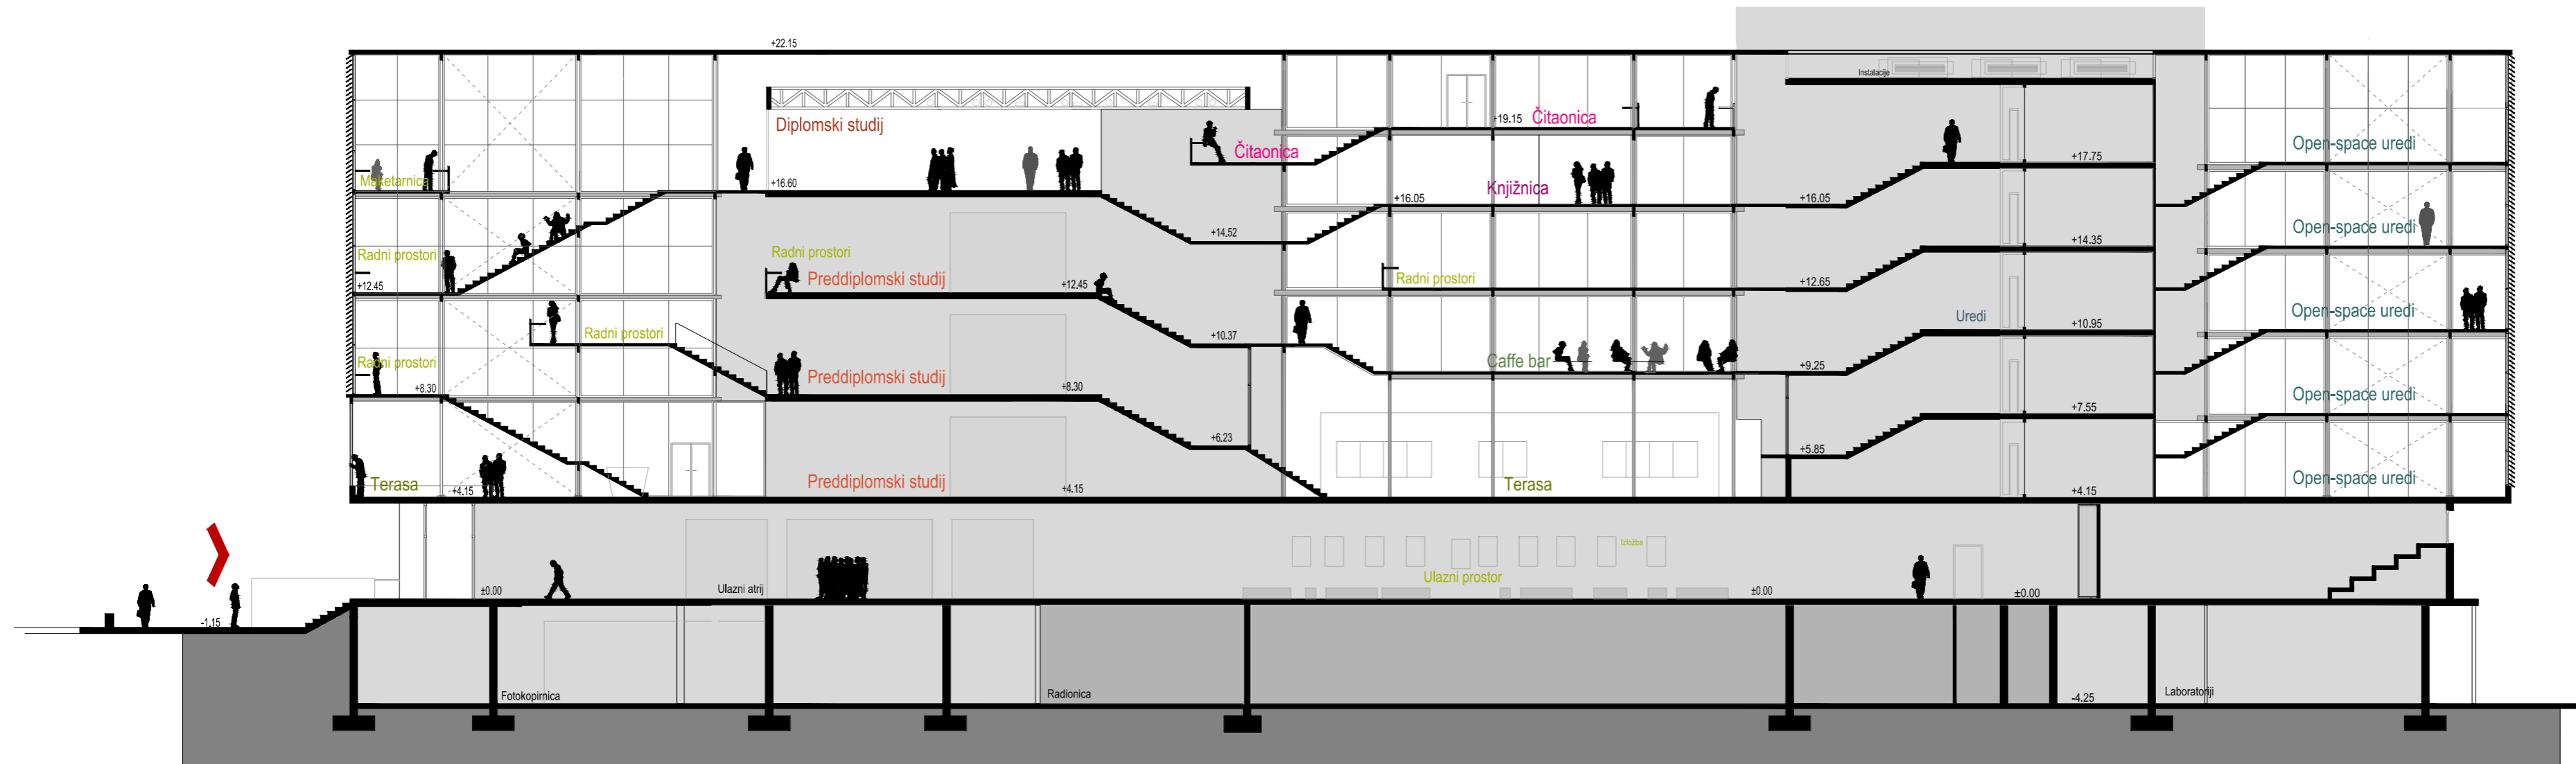 +22.15
Instalacije
Diplomski studij
+19.15 Čitaonica
Čitaonica
Open-space uredi
+17.75
Maketarnica
+16.60
Knjižnica
+16.05
+16.05
Open-space uredi
+14.52
+14.35
Radni prostori
Radni prostori
Preddiplomski studij
Radni prostori
+12.45
+12,45
+12.65
Open-space uredi
Uredi
+10.95
Radni prostori
+10.37
Radni prostori
Caffe bar
+9.25
Preddiplomski studij
+8.30
+8.30
Open-space uredi
+7.55
+6.23
+5.85
Terasa
+4.15
Preddiplomski studij
+4.15
Terasa
+4.15
Open-space uredi
Izložba
Ulazni prostor
±0.00
Ulazni atrij
±0.00
±0.00
-1.15
Fotokopirnica
Radionica
-4.25
Laboratoriji